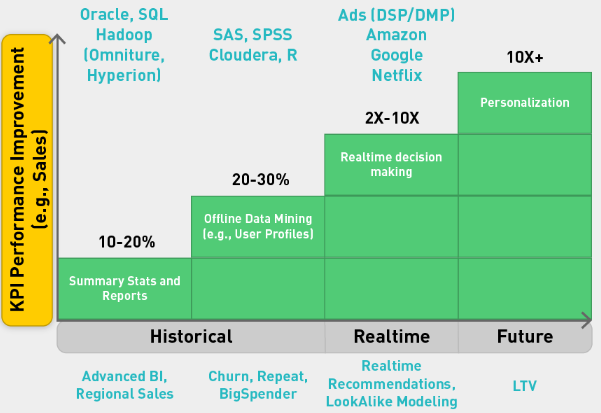 Oracle, SQL
Hadoop
(Omniture,
Hyperion)
SAS, SPSS
Cloudera, R
Ads (DSP/DMP)
Amazon
Google
Netflix
10X+
Personalization
2X-10X
Realtime decision
making
20-30%
Offline Data Mining
(e.g., User Profiles)
10-20%
Summary Stats and
Reports
KPI Performance Improvement
(e.g., Sales)
Historical
Realtime
Future
Advanced BI,
Regional Sales
Churn, Repeat,
BigSpender
Realtime
Recommendations,
LookAlike Modeling
LTV